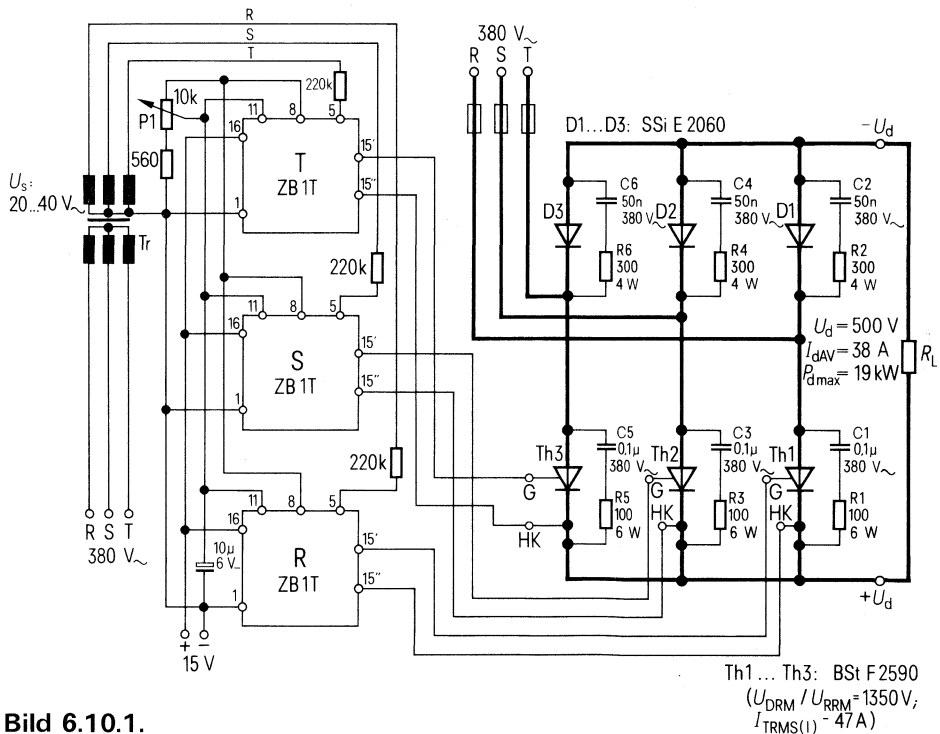 R
S
T
380 V~
R S T
220k
10k
P1
11
8
5
16
15'
T
ZB 1T
15''
560
1
U_s:
20...40 V~
Tr
D1...D3: SSi E 2060
−U_d
C6
50n
380 V~
D3
R6
300
4 W
C4
50n
380 V~
D2
R4
300
4 W
C2
50n
380 V~
D1
R2
300
4 W
220k
11
8
5
16
15'
S
ZB 1T
15''
1
U_d = 500 V
I_dAV = 38 A
P_dmax = 19 kW
R_L
220k
C5
0,1µ
380 V~
Th3
G
R5
100
6 W
HK
C3
0,1µ
380 V~
Th2
G
HK
R3
100
6 W
C1
0,1µ
380 V~
Th1
G
HK
R1
100
6 W
11
8
5
16
15'
R
ZB 1T
15''
1
R S T
380 V~
10µ
6 V_
+ −
15 V
+U_d
Th1 ... Th3: BSt F 2590
(U_DRM / U_RRM = 1350 V;
I_TRMS(I) - 47 A)
Bild 6.10.1.